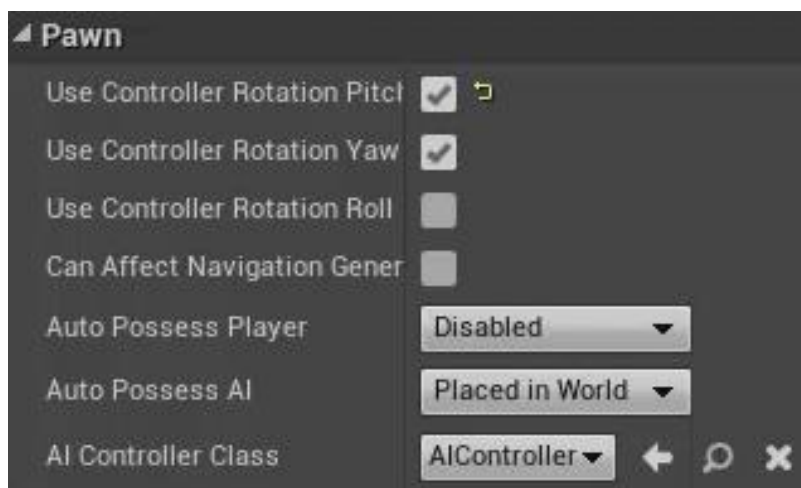 Pawn
Use Controller Rotation Pitch
Use Controller Rotation Yaw
Use Controller Rotation Roll
Can Affect Navigation Gener
Auto Possess Player Disabled
Auto Possess AI Placed in World
AI Controller Class AIController